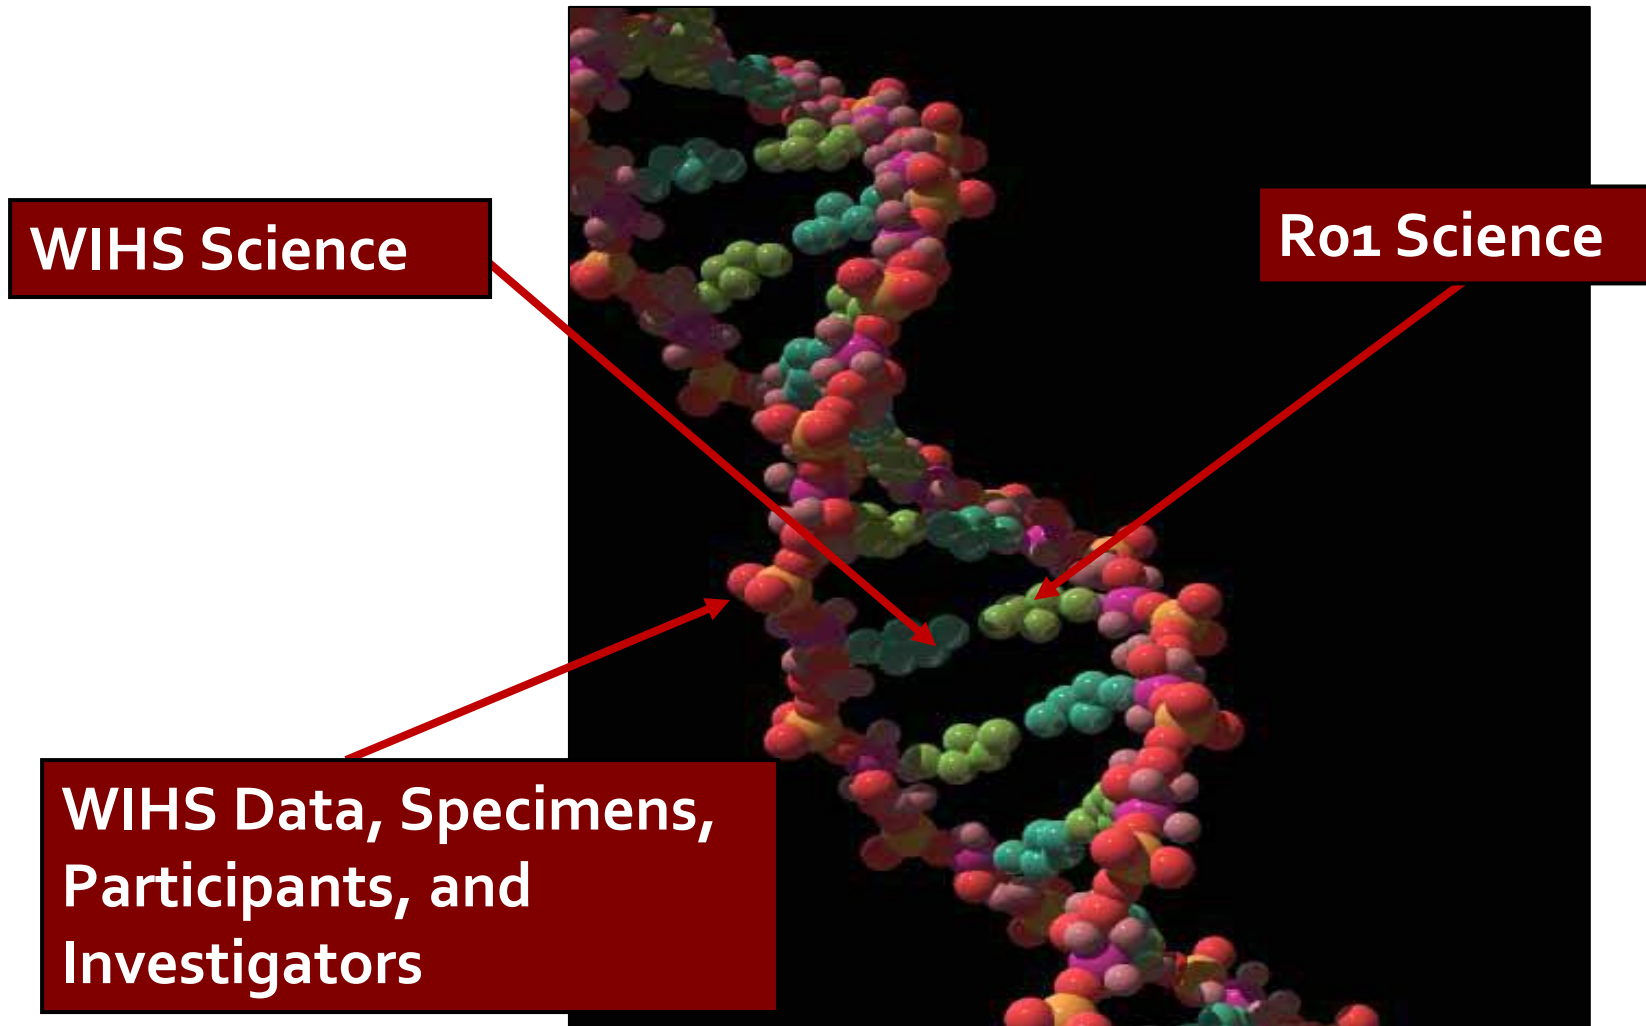 WIHS Science
R01 Science
WIHS Data, Specimens,
Participants, and
Investigators